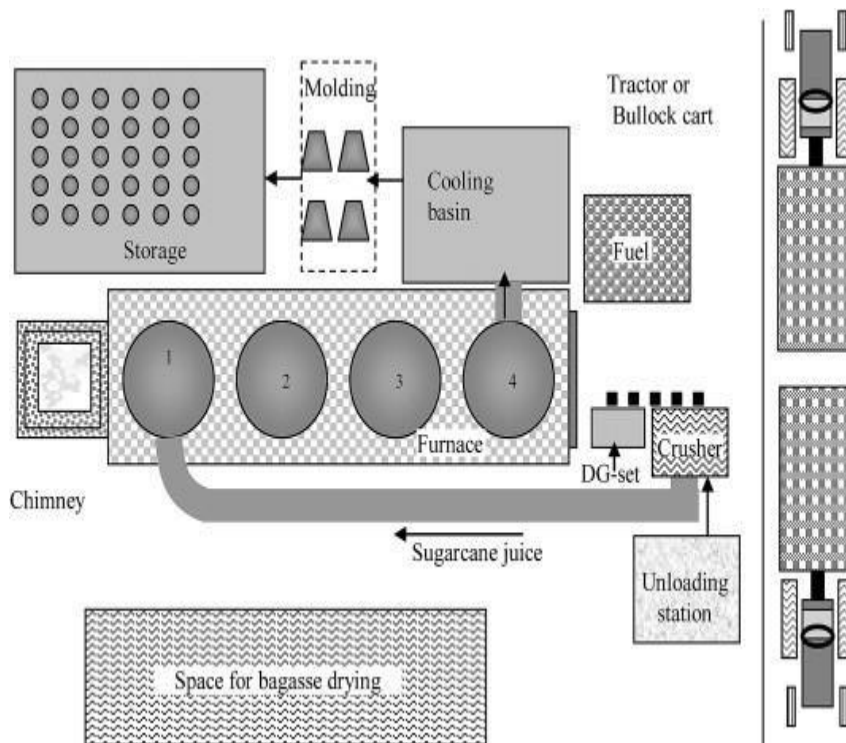 Molding
Tractor or
Bullock cart
Cooling
basin
Storage
Fuel
1
2
3
4
Furnace
Crusher
DG-set
Chimney
Sugarcane juice
Unloading
station
Space for bagasse drying